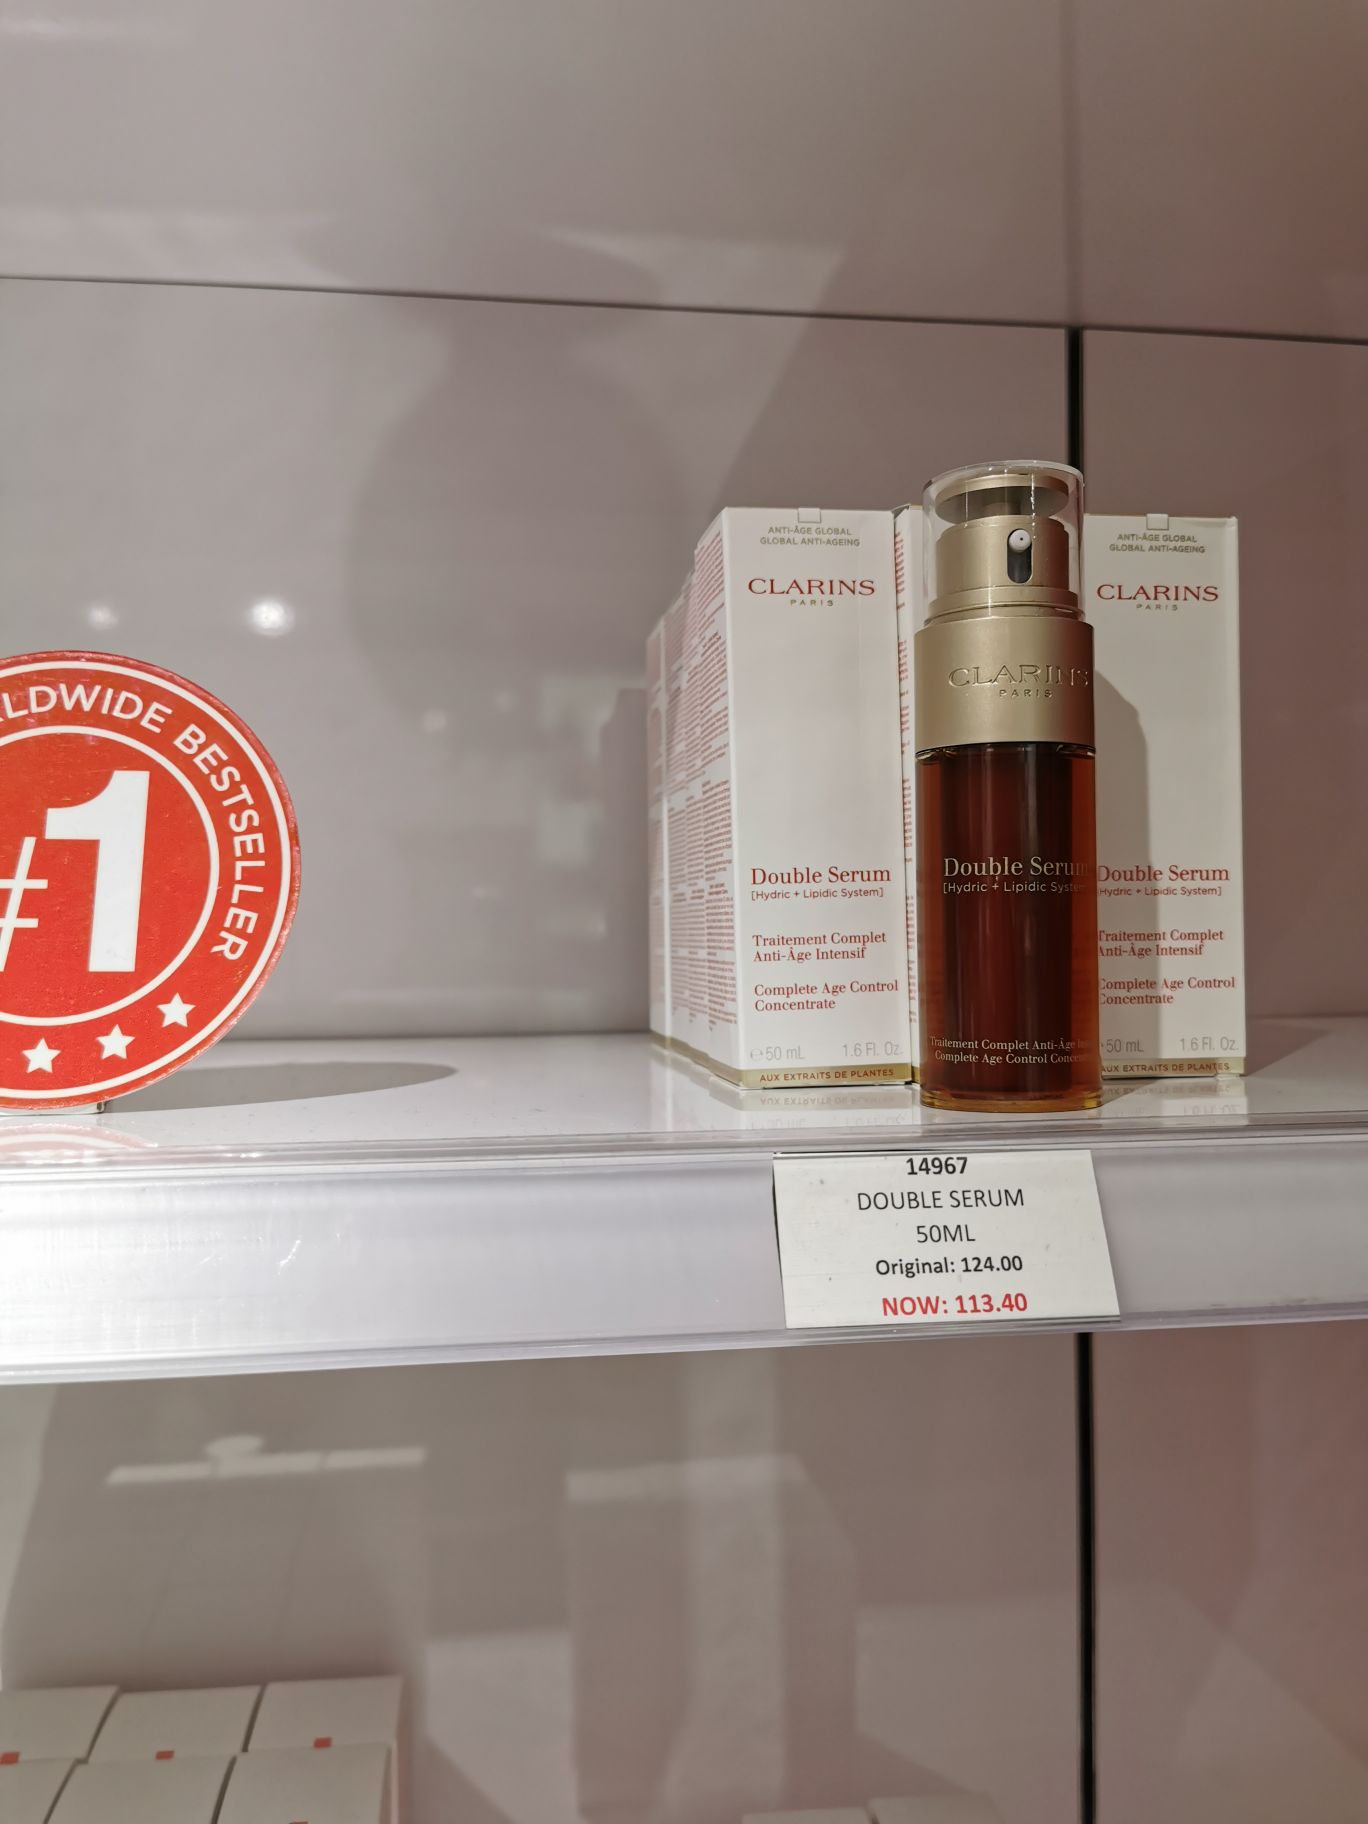 WORLDWIDE BESTSELLER
#1
ANTI-ÂGE GLOBAL
GLOBAL ANTI-AGEING
CLARINS
PARIS
Double Serum
[Hydric + Lipidic System]
Traitement Complet
Anti-Âge Intensif
Complete Age Control
Concentrate
e 50 mL 1.6 Fl. Oz.
AUX EXTRAITS DE PLANTES
CLARINS
PARIS
Double Serum
[Hydric + Lipidic System
Traitement Complet Anti-Âge
Complete Age Control
ANTI-ÂGE GLOBAL
GLOBAL ANTI-AGEING
CLARINS
PARIS
Double Serum
[Hydric + Lipidic System]
Traitement Complet
Anti-Âge Intensif
Complete Age Control
Concentrate
50 mL 1.6 Fl. Oz.
AUX EXTRAITS DE PLANTES
14967
DOUBLE SERUM
50ML
Original: 124.00
NOW: 113.40